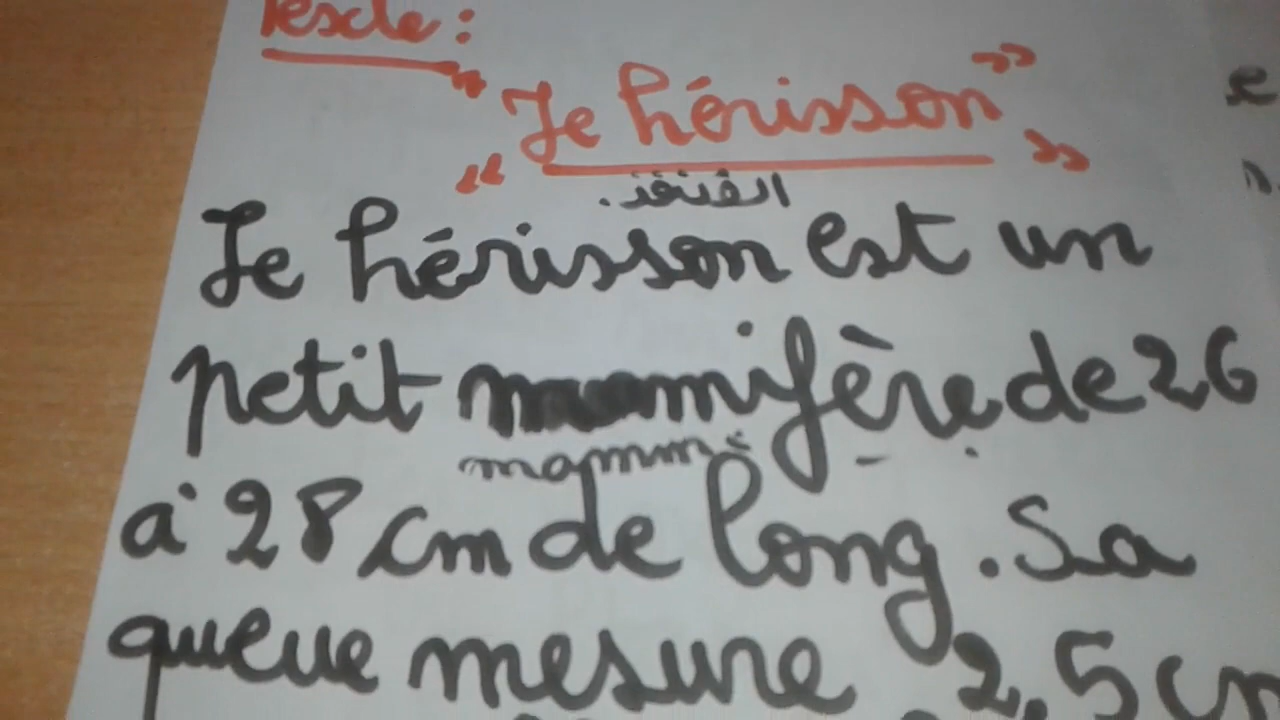 Texte :
" Le hérisson "
القنفذ.
Le hérisson est un
petit mammifère de 26
mammi
à 28 cm de long. Sa
queue mesure 2,5 cm